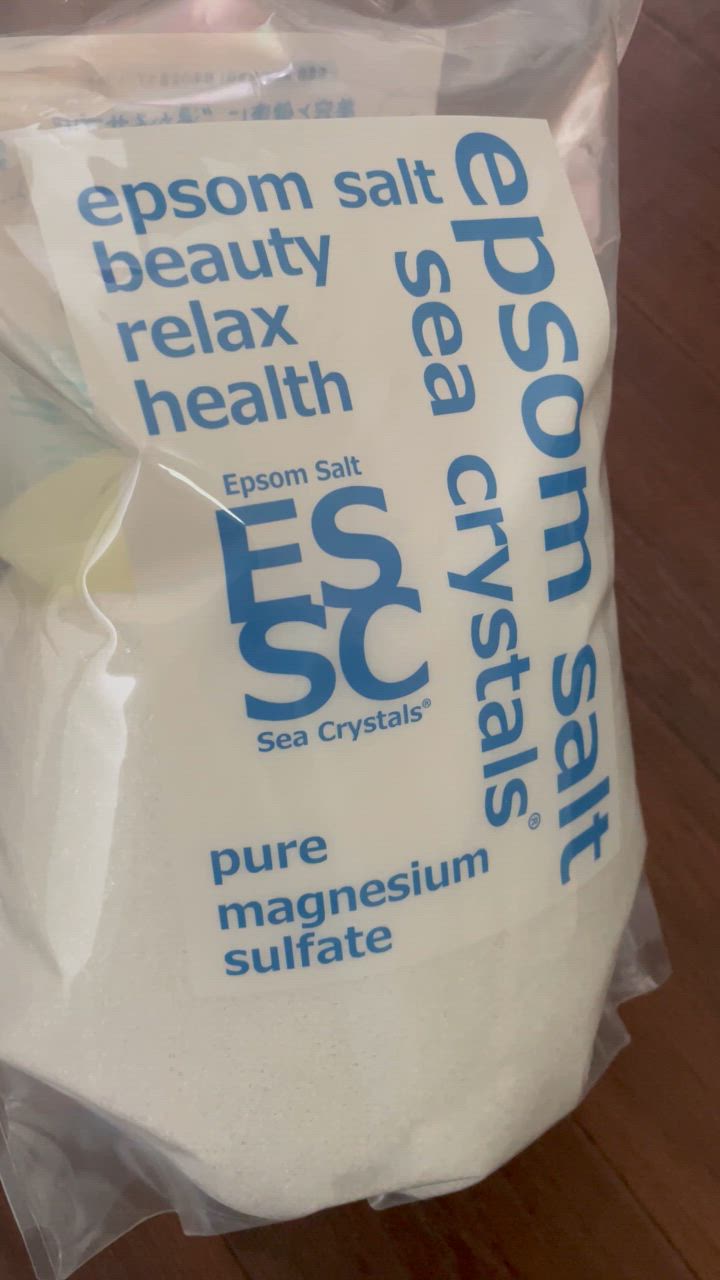 epsom salt
beauty
relax
health
epsom salt
sea crystals®
Epsom Salt
ES
SC
Sea Crystals®
pure
magnesium
sulfate